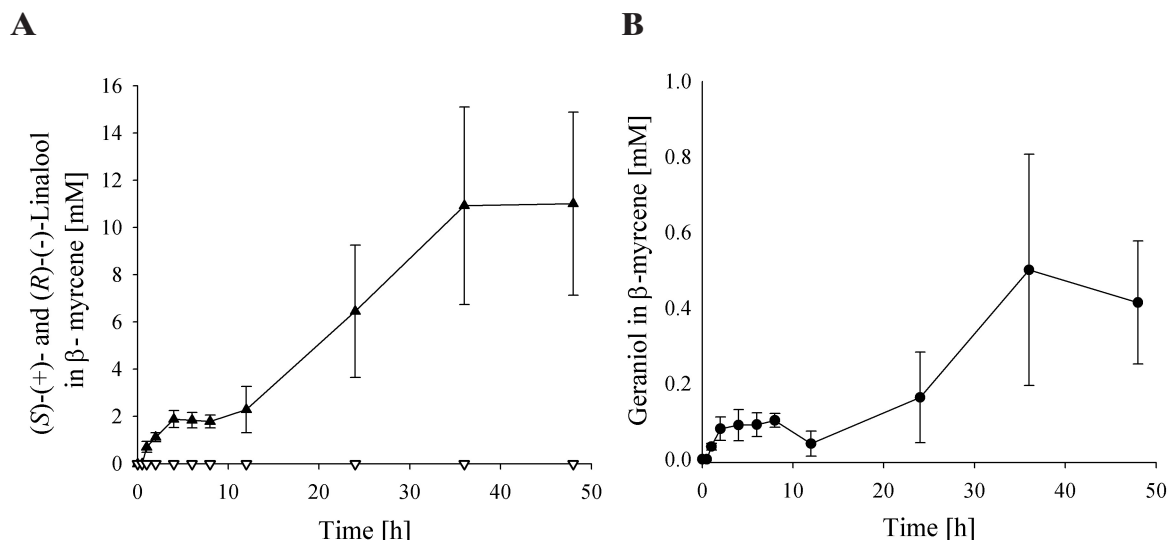 A
(S)-(+)- and (R)-(-)-Linalool
in β- myrcene [mM]
16
14
12
10
8
6
4
2
0
0 10 20 30 40 50
Time [h]
B
Geraniol in β-myrcene [mM]
1.0
0.8
0.6
0.4
0.2
0.0
0 10 20 30 40 50
Time [h]